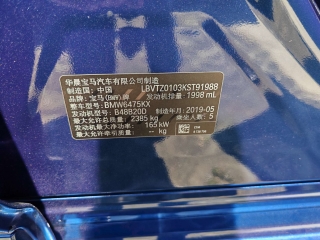 华晨宝马汽车有限公司制造
制造国: 中国 LBVTZ0103KST91988
品牌: 宝马(BMW)牌 发动机排量: 1998 mL
整车型号: BMW6475KX
发动机型号: B48B20D 制造年月: 2019-05
最大允许总质量: 2385 kg 乘坐人数: 5
发动机最大净功率: 165 kW
最大允许牵引质量: -- kg